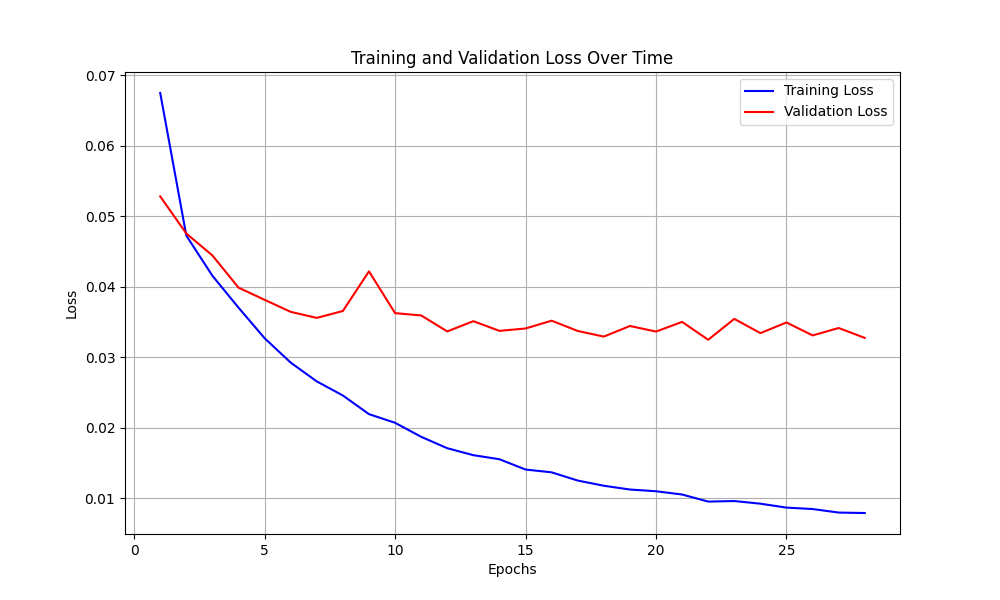 Training and Validation Loss Over Time
Training Loss
Validation Loss
Loss
0.07
0.06
0.05
0.04
0.03
0.02
0.01
0 5 10 15 20 25
Epochs